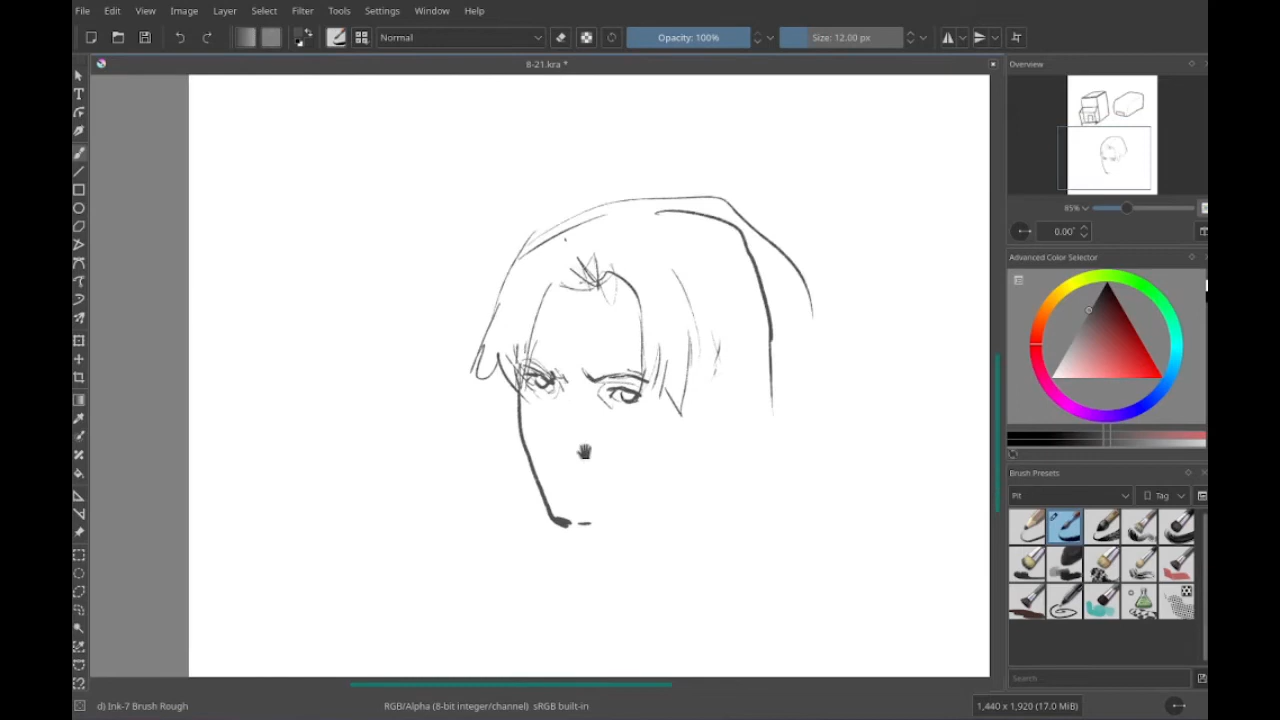 File Edit View Image Layer Select Filter Tools Settings Window Help
Normal Opacity: 100% Size: 12.00 px
8-21.kra *
Overview
85%
0.00°
Advanced Color Selector
Brush Presets
Pit Tag
Search
d) Ink-7 Brush Rough RGB/Alpha (8-bit integer/channel) sRGB built-in 1,440 x 1,920 (17.0 MiB)